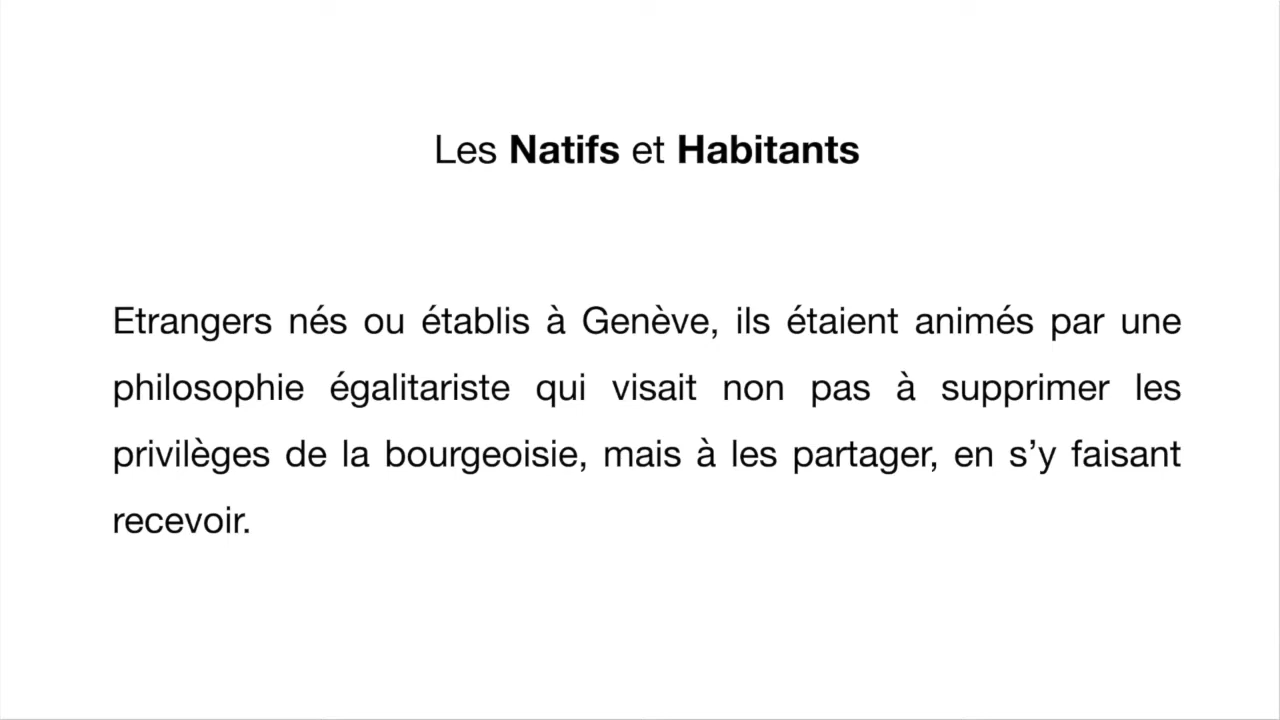 Les Natifs et Habitants
Etrangers nés ou établis à Genève, ils étaient animés par une
philosophie égalitariste qui visait non pas à supprimer les
privilèges de la bourgeoisie, mais à les partager, en s’y faisant
recevoir.